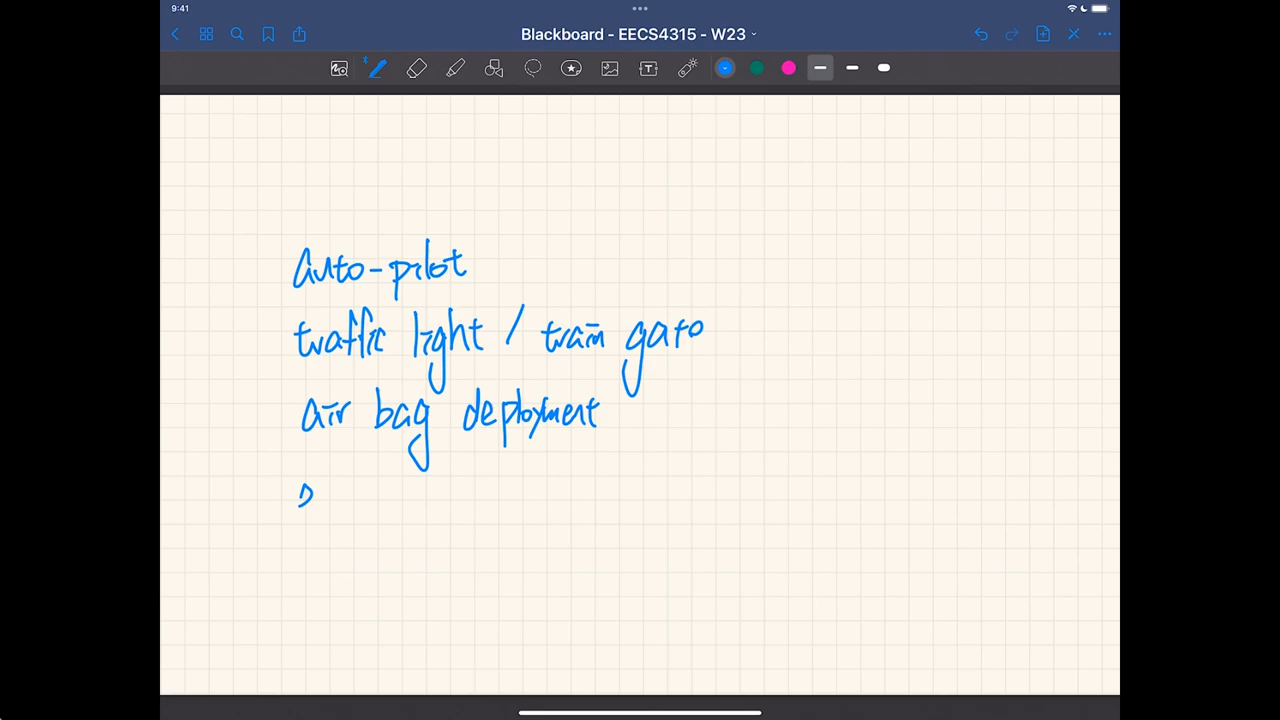 9:41
Blackboard - EECS4315 - W23
auto-pilot
traffic light / train gate
air bag deployment